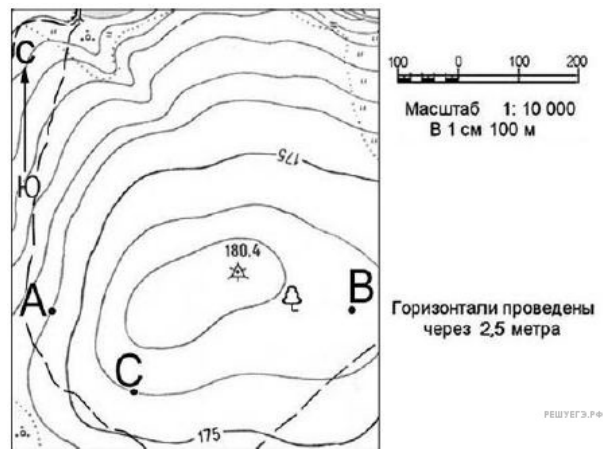 С
Ю
175
180,4
A
B
C
175
100 0 100 200
Масштаб 1: 10 000
В 1 см 100 м
Горизонтали проведены
через 2,5 метра
РЕШУЕГЭ.РФ